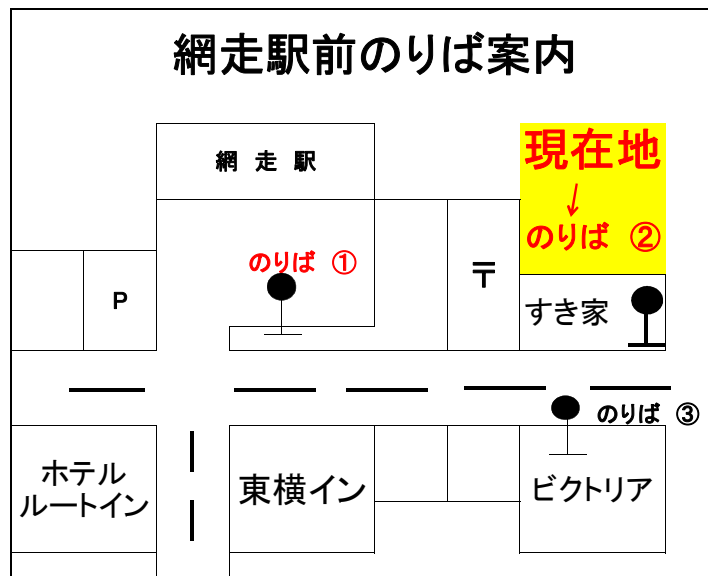 網走駅前のりば案内
網 走 駅
現在地
のりば ②
のりば ①
〒
P
すき家
のりば ③
ホテル
ルートイン
東横イン
ビクトリア